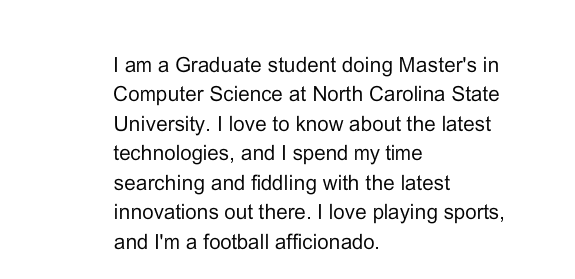 I am a Graduate student doing Master's in
Computer Science at North Carolina State
University. I love to know about the latest
technologies, and I spend my time
searching and fiddling with the latest
innovations out there. I love playing sports,
and I'm a football afficionado.